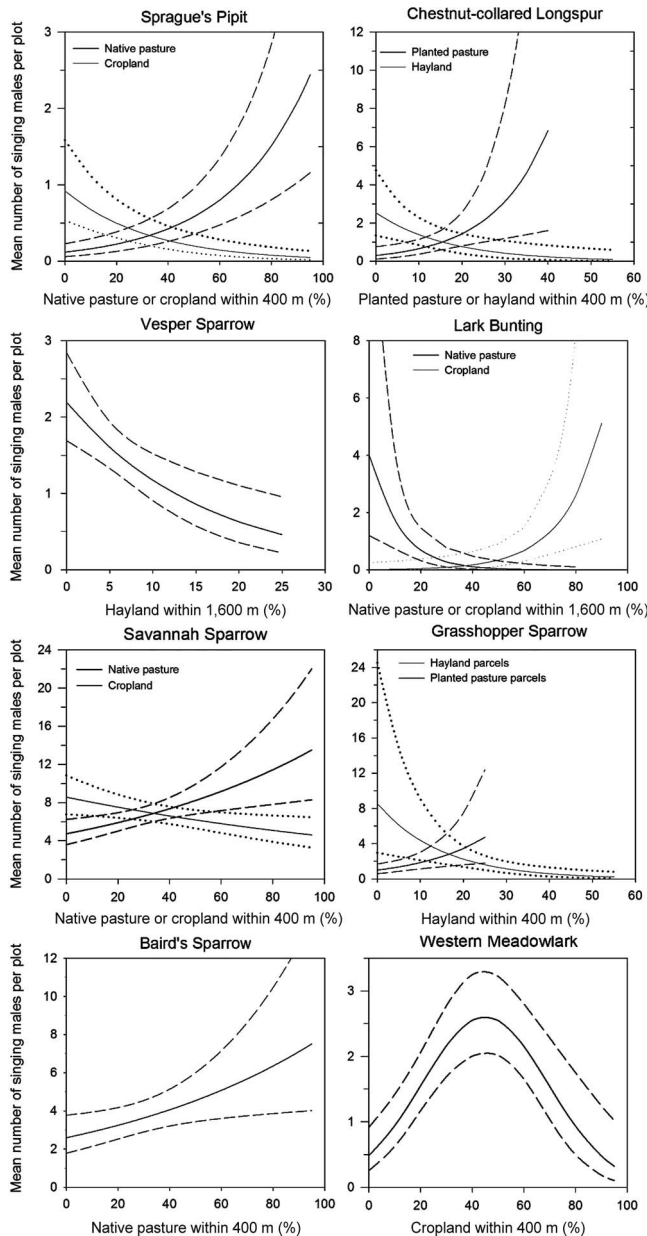 Sprague's Pipit
Mean number of singing males per plot
3
2
1
0
Native pasture
Cropland
0 20 40 60 80 100
Native pasture or cropland within 400 m (%)
Chestnut-collared Longspur
12
10
8
6
4
2
0
Planted pasture
Hayland
0 10 20 30 40 50 60
Planted pasture or hayland within 400 m (%)
Vesper Sparrow
Mean number of singing males per plot
3
2
1
0
0 5 10 15 20 25 30
Hayland within 1,600 m (%)
Lark Bunting
8
6
4
2
0
Native pasture
Cropland
0 20 40 60 80 100
Native pasture or cropland within 1,600 m (%)
Savannah Sparrow
Mean number of singing males per plot
24
22
18
14
10
8
6
4
0
Native pasture
Cropland
0 20 40 60 80 100
Native pasture or cropland within 400 m (%)
Grasshopper Sparrow
24
20
16
12
8
4
0
Hayland parcels
Planted pasture parcels
0 10 20 30 40 50 60
Hayland within 400 m (%)
Baird's Sparrow
Mean number of singing males per plot
12
10
8
6
4
2
0
0 20 40 60 80 100
Native pasture within 400 m (%)
Western Meadowlark
3
2
1
0
0 20 40 60 80 100
Cropland within 400 m (%)